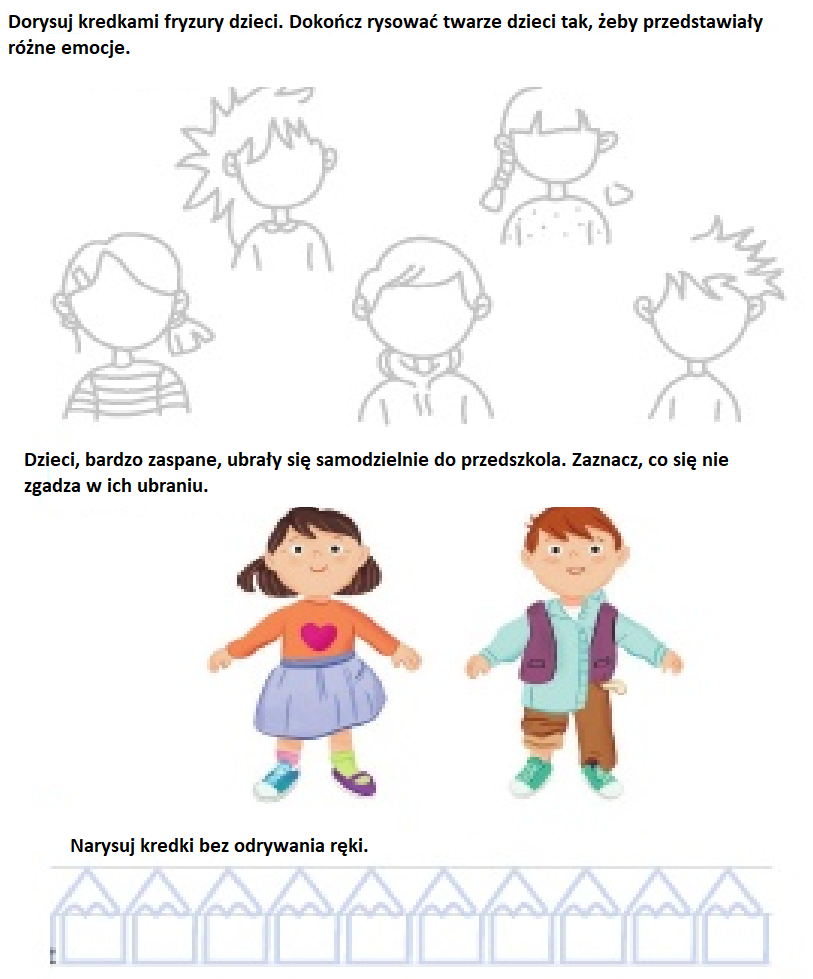 Dorysuj kredkami fryzury dzieci. Dokończ rysować twarze dzieci tak, żeby przedstawiały
różne emocje.
Dzieci, bardzo zaspane, ubrały się samodzielnie do przedszkola. Zaznacz, co się nie
zgadza w ich ubraniu.
Narysuj kredki bez odrywania ręki.